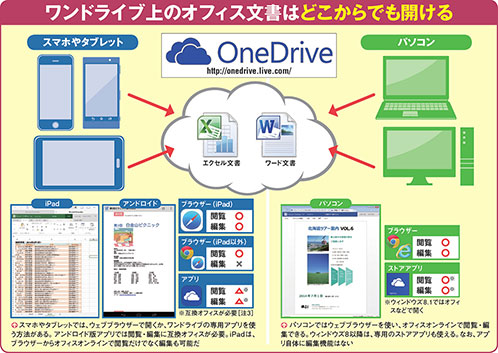 ワンドライブ上のオフィス文書はどこからでも開ける
スマホやタブレット
OneDrive
http://onedrive.live.com/
パソコン
エクセル文書
ワード文書
iPad
アンドロイド
ブラウザー(iPad)
閲覧 ○
編集 ○
ブラウザー(iPad以外)
閲覧 ○
編集 ×
アプリ
閲覧 △※
編集 △※
※互換オフィスが必要[注3]
パソコン
北海道ツアー案内 VOL.6
ブラウザー
閲覧 ○
編集 ○
ストアアプリ
閲覧 ○※
編集 ○※
※ウィンドウズ8.1ではオフィスなどで開く
スマホやタブレットでは、ウェブブラウザーで開くか、ワンドライブの専用アプリを使
う方法がある。アンドロイド版アプリでは閲覧・編集に互換オフィスが必要。iPadは、
ブラウザーからオフィスオンラインで閲覧だけでなく編集も可能だ
パソコンではウェブブラウザーを使い、オフィスオンラインで閲覧・編
集できる。ウィンドウズ8以降は、専用のストアアプリも使える。なお、アプ
リ自体に編集機能はない